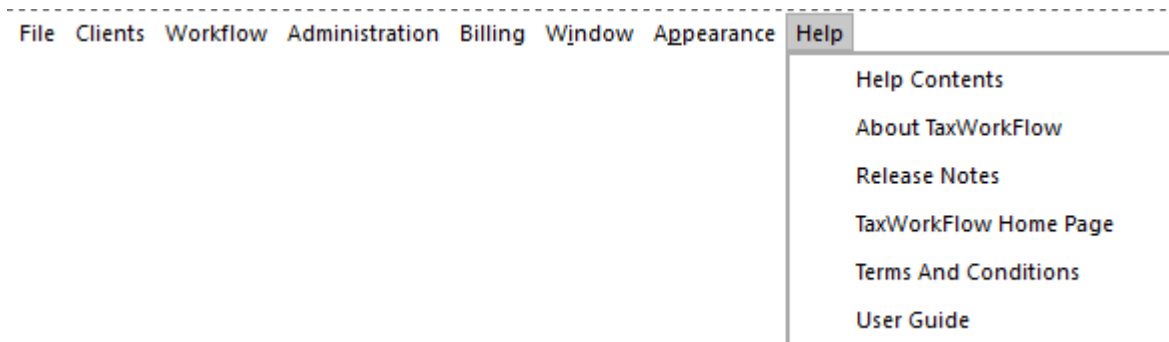 File Clients Workflow Administration Billing Window Appearance Help
Help Contents
About TaxWorkFlow
Release Notes
TaxWorkFlow Home Page
Terms And Conditions
User Guide